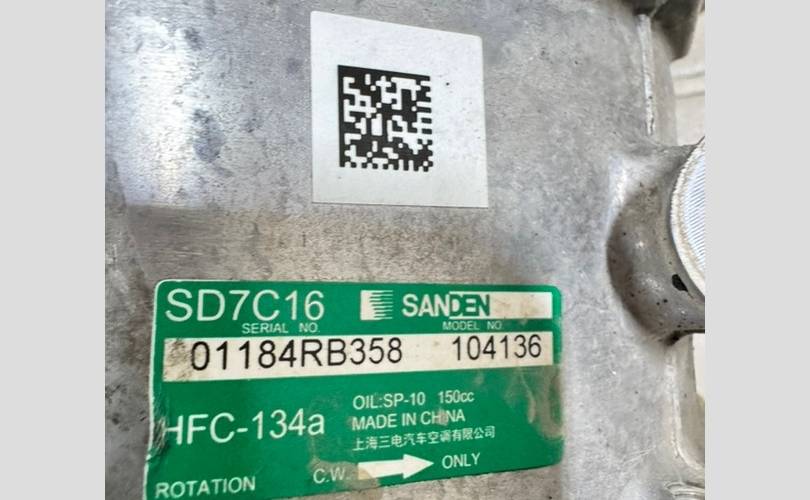 SD7C16 SANDEN
SERIAL NO. MODEL NO.
01184RB358 104136
HFC-134a
OIL:SP-10 150cc
MADE IN CHINA
上海三电汽车空调有限公司
ROTATION C.W. ONLY